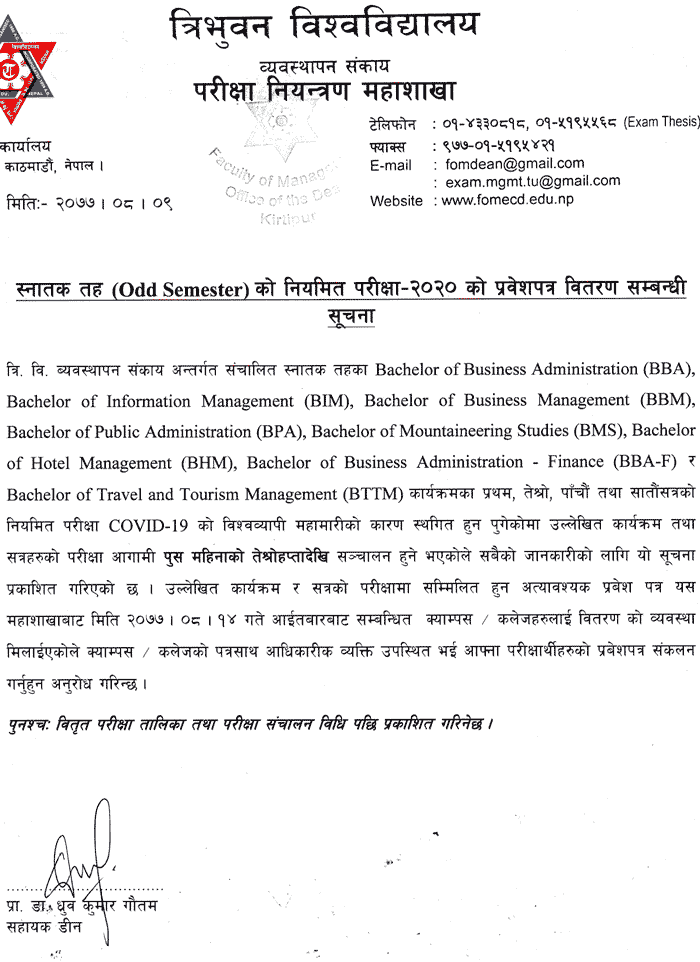 त्रिभुवन विश्वविद्यालय
व्यवस्थापन संकाय
परीक्षा नियन्त्रण महाशाखा
कार्यालय
काठमाडौं, नेपाल ।
मितिः- २०७७ । ०८ । ०९
Faculty of Manage
Office of the Dea
Kirtipur
टेलिफोन : ०१-४३३०८१८, ०१-५१९५५६८ (Exam Thesis)
फ्याक्स : ९७७-०१-५१९५४२१
E-mail : fomdean@gmail.com
: exam.mgmt.tu@gmail.com
Website : www.fomecd.edu.np
स्नातक तह (Odd Semester) को नियमित परीक्षा-२०२० को प्रवेशपत्र वितरण सम्बन्धी
सूचना
त्रि. वि. व्यवस्थापन संकाय अन्तर्गत संचालित स्नातक तहका Bachelor of Business Administration (BBA),
Bachelor of Information Management (BIM), Bachelor of Business Management (BBM),
Bachelor of Public Administration (BPA), Bachelor of Mountaineering Studies (BMS), Bachelor
of Hotel Management (BHM), Bachelor of Business Administration - Finance (BBA-F) र
Bachelor of Travel and Tourism Management (BTTM) कार्यक्रमका प्रथम, तेश्रो, पाँचौं तथा सातौंसत्रको
नियमित परीक्षा COVID-19 को विश्वव्यापी महामारीको कारण स्थगित हुन पुगेकोमा उल्लेखित कार्यक्रम तथा
सत्रहरुको परीक्षा आगामी पुस महिनाको तेश्रोहप्तादेखि सञ्चालन हुने भएकोले सबैको जानकारीको लागि यो सूचना
प्रकाशित गरिएको छ । उल्लेखित कार्यक्रम र सत्रको परीक्षामा सम्मिलित हुन अत्यावश्यक प्रबेश पत्र यस
महाशाखाबाट मिति २०७७ । ०८ । १४ गते आईतबारबाट सम्बन्धित क्याम्पस / कलेजहरुलाई वितरण को व्यवस्था
मिलाईएकोले क्याम्पस / कलेजको पत्रसाथ आधिकारीक व्यक्ति उपस्थित भई आफ्ना परीक्षार्थीहरुको प्रबेशपत्र संकलन
गर्नुहुन अनुरोध गरिन्छ ।
पुनश्चः वितृत परीक्षा तालिका तथा परीक्षा संचालन विधि पछि प्रकाशित गरिनेछ ।
प्रा. डा. ध्रुव कुमार गौतम
सहायक डीन